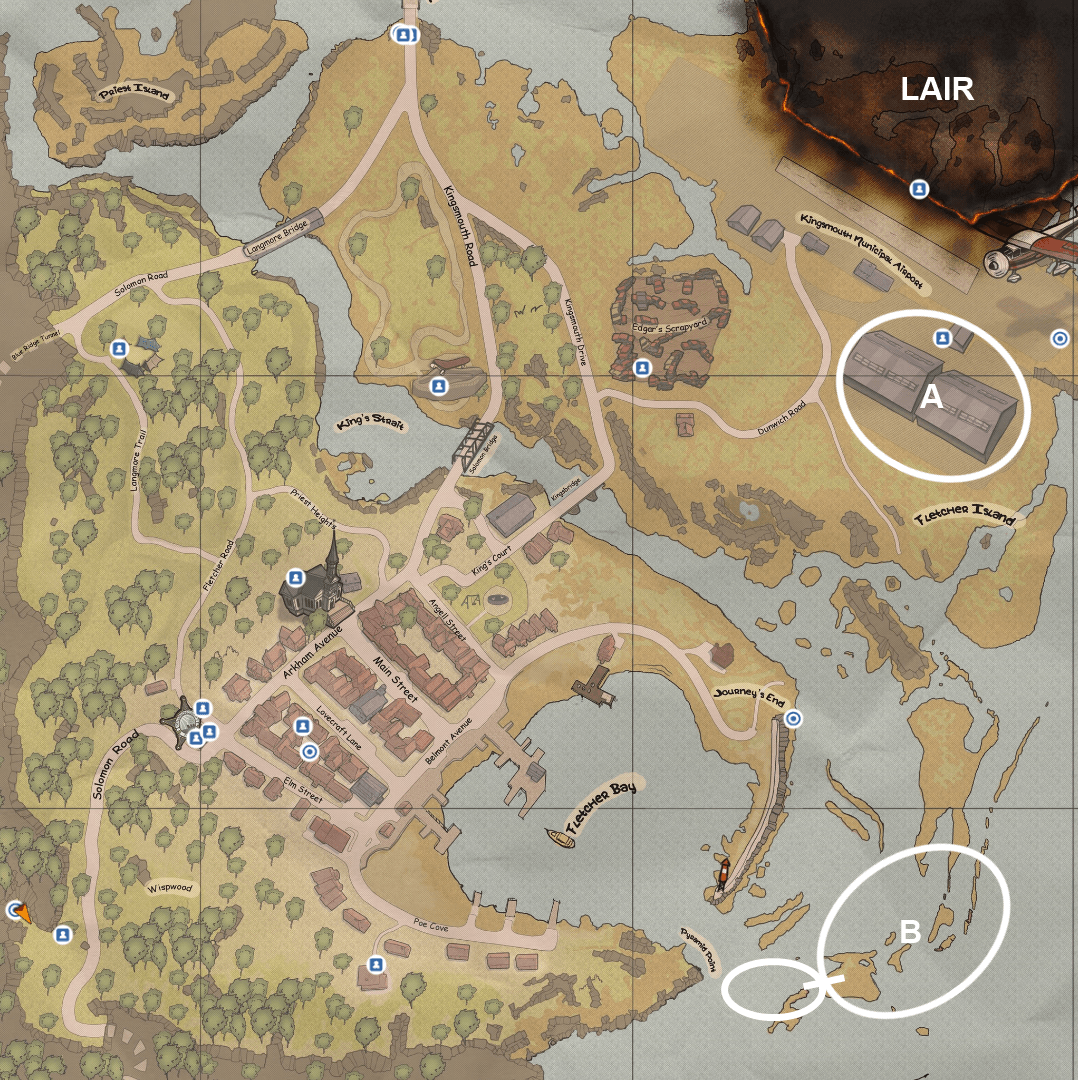 LAIR
Priest Island
Kingsmouth Road
Langmore Bridge
Kingsmouth Municipal Airport
Solomon Road
Blue Ridge Tunnel
Kingsmouth Drive
Edgar's Scrapyard
A
King's Strait
Solomon Bridge
Dunwich Road
Langmore Trail
Priest Heights
Kingsbridge
Fletcher Island
Fletcher Road
King's Court
Angell Street
Arkham Avenue
Main Street
Journey's End
Lovecraft Lane
Belmont Avenue
Solomon Road
Elm Street
Fletcher Bay
Wispwood
Poe Cove
Pyramid Point
B